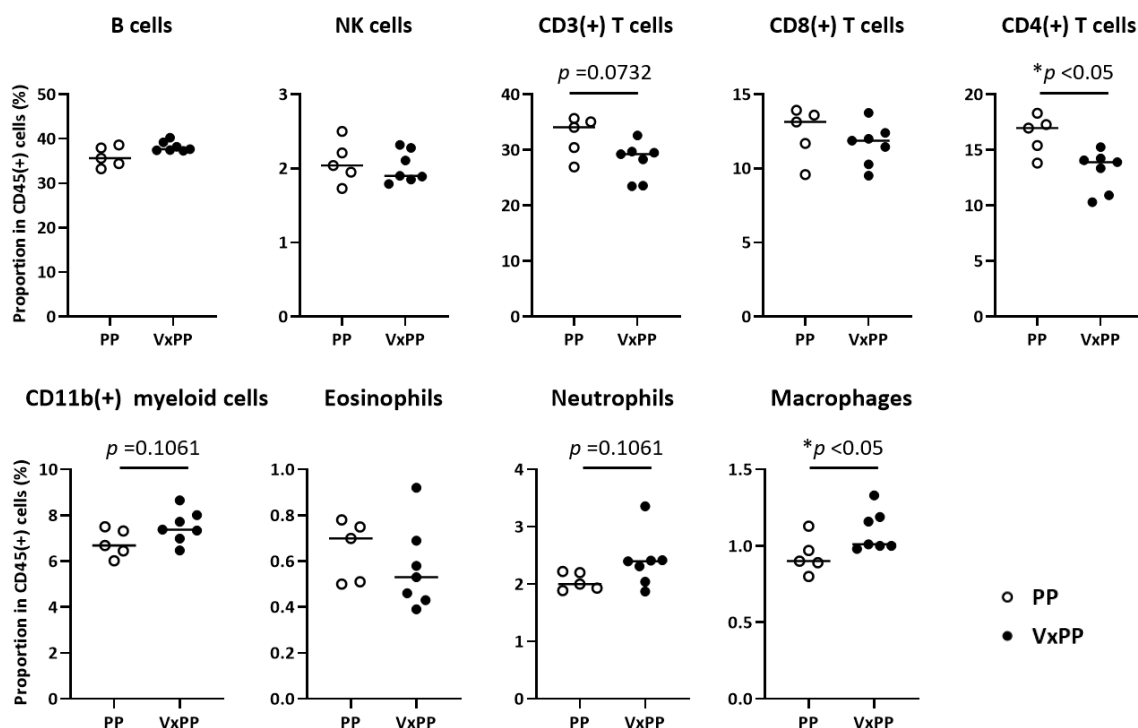 B cells
NK cells
CD3(+) T cells
CD8(+) T cells
CD4(+) T cells
p =0.0732
*p <0.05
Proportion in CD45(+) cells (%)
50
40
30
20
10
0
PP
VxPP
3
2
1
0
PP
VxPP
40
30
20
10
0
PP
VxPP
15
10
5
0
PP
VxPP
20
15
10
5
0
PP
VxPP
CD11b(+) myeloid cells
Eosinophils
Neutrophils
Macrophages
p =0.1061
p =0.1061
*p <0.05
Proportion in CD45(+) cells (%)
10
8
6
4
2
0
PP
VxPP
1.0
0.8
0.6
0.4
0.2
0.0
PP
VxPP
4
3
2
1
0
PP
VxPP
1.5
1.0
0.5
0.0
PP
VxPP
PP
VxPP